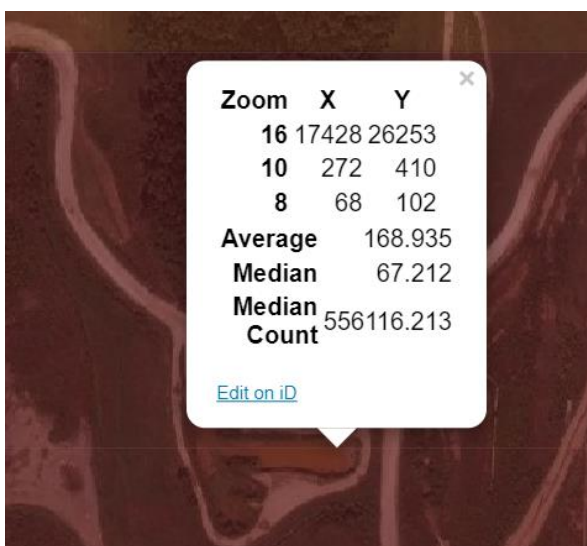 ×
Zoom X Y
16 17428 26253
10 272 410
8 68 102
Average 168.935
Median 67.212
Median
Count 556116.213
Edit on iD